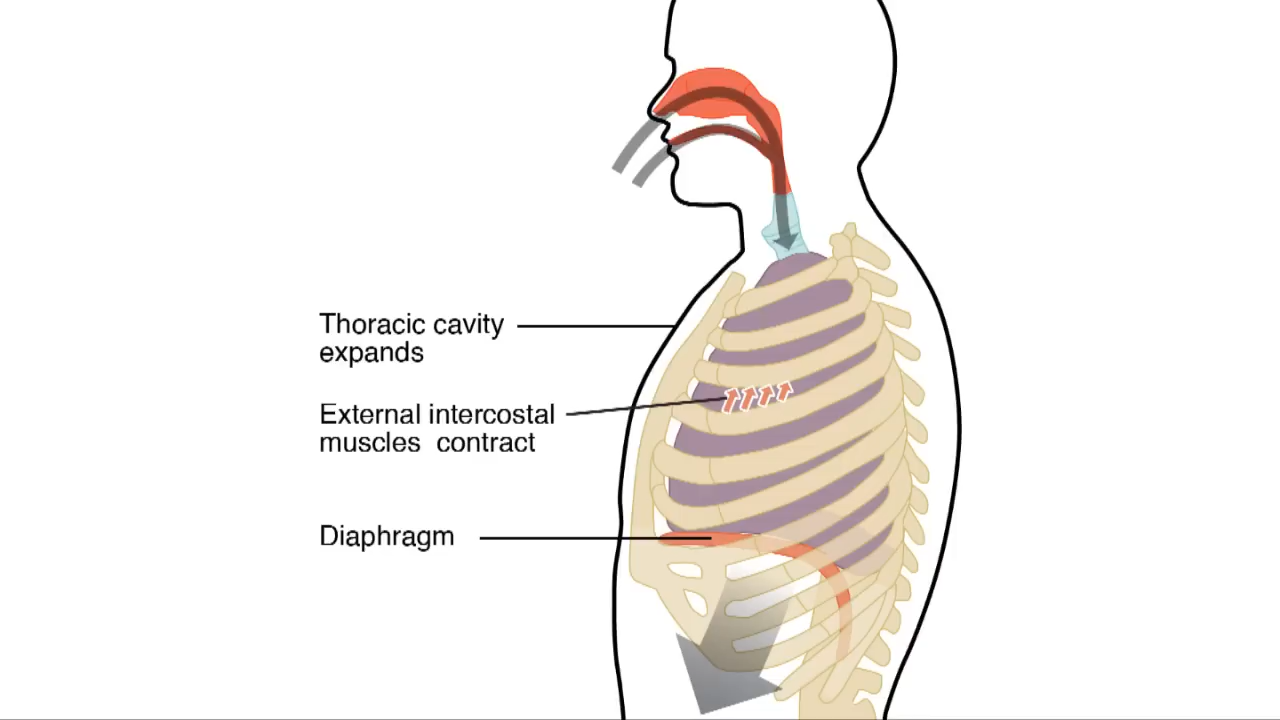 Thoracic cavity
expands
External intercostal
muscles  contract
Diaphragm